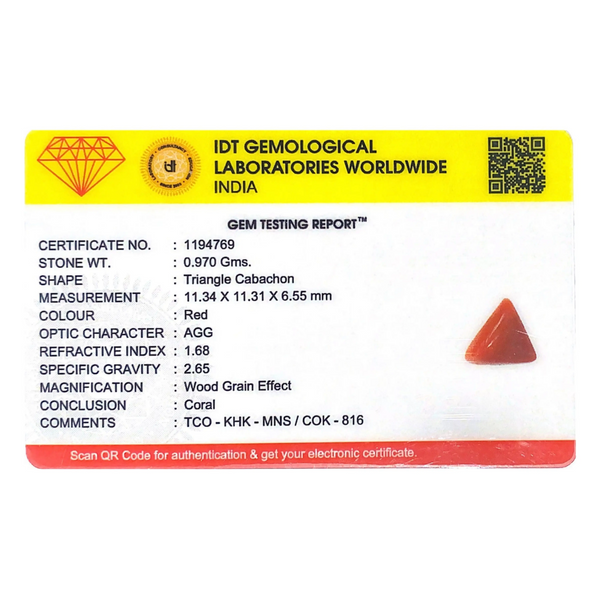 IDT GEMOLOGICAL
LABORATORIES WORLDWIDE
INDIA
idt
GEM TESTING REPORT™
CERTIFICATE NO. : 1194769
STONE WT. : 0.970 Gms.
SHAPE : Triangle Cabachon
MEASUREMENT : 11.34 X 11.31 X 6.55 mm
COLOUR : Red
OPTIC CHARACTER : AGG
REFRACTIVE INDEX : 1.68
SPECIFIC GRAVITY : 2.65
MAGNIFICATION : Wood Grain Effect
CONCLUSION : Coral
COMMENTS : TCO - KHK - MNS / COK - 816
Scan QR Code for authentication & get your electronic certificate.